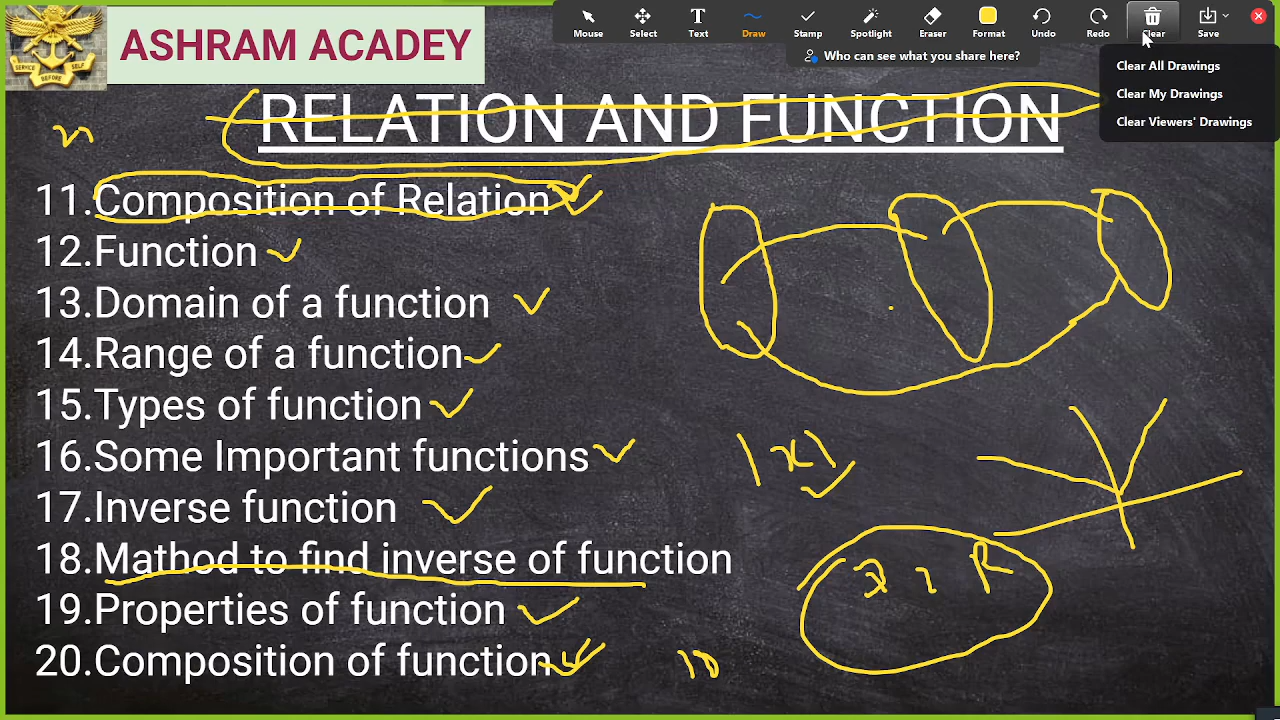 SERVICE BEFORE SELF
ASHRAM ACADEY
Mouse Select Text Draw Stamp Spotlight Eraser Format Undo Redo Clear Save
Who can see what you share here?
Clear All Drawings
Clear My Drawings
Clear Viewers' Drawings
RELATION AND FUNCTION
11.Composition of Relation
12.Function
13.Domain of a function
14.Range of a function
15.Types of function
16.Some Important functions
|x|
17.Inverse function
18.Mathod to find inverse of function
19.Properties of function
20.Composition of function